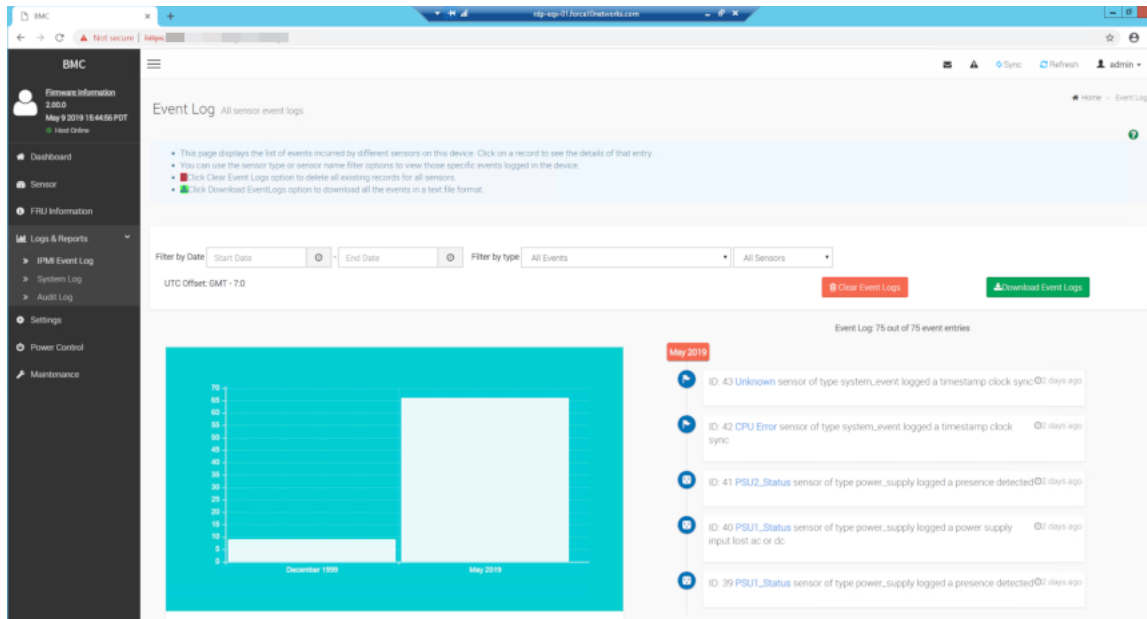 BMC
rdp-eqx-01.force10networks.com
Not secure
BMC
Sync
Refresh
admin
Firmware Information
2.00.0
May 9 2019 15:44:56 PDT
Host Online
Event Log All sensor event logs
Home > Event Log
Dashboard
Sensor
FRU Information
Logs & Reports
» IPMI Event Log
» System Log
» Audit Log
Settings
Power Control
Maintenance
• This page displays the list of events incurred by different sensors on this device. Click on a record to see the details of that entry.
• You can use the sensor type or sensor name filter options to view those specific events logged in the device.
• Click Clear Event Logs option to delete all existing records for all sensors.
• Click Download EventLogs option to download all the events in a text file format.
Filter by Date Start Date - End Date Filter by type All Events All Sensors
UTC Offset: GMT - 7:0
Clear Event Logs
Download Event Logs
Event Log: 75 out of 75 event entries
70
65
60
55
50
45
40
35
30
25
20
15
10
5
0
December 1999
May 2019
May 2019
ID: 43 Unknown sensor of type system_event logged a timestamp clock sync 2 days ago
ID: 42 CPU Error sensor of type system_event logged a timestamp clock 2 days ago
sync
ID: 41 PSU2_Status sensor of type power_supply logged a presence detected 2 days ago
ID: 40 PSU1_Status sensor of type power_supply logged a power supply 2 days ago
input lost ac or dc
ID: 39 PSU1_Status sensor of type power_supply logged a presence detected 2 days ago